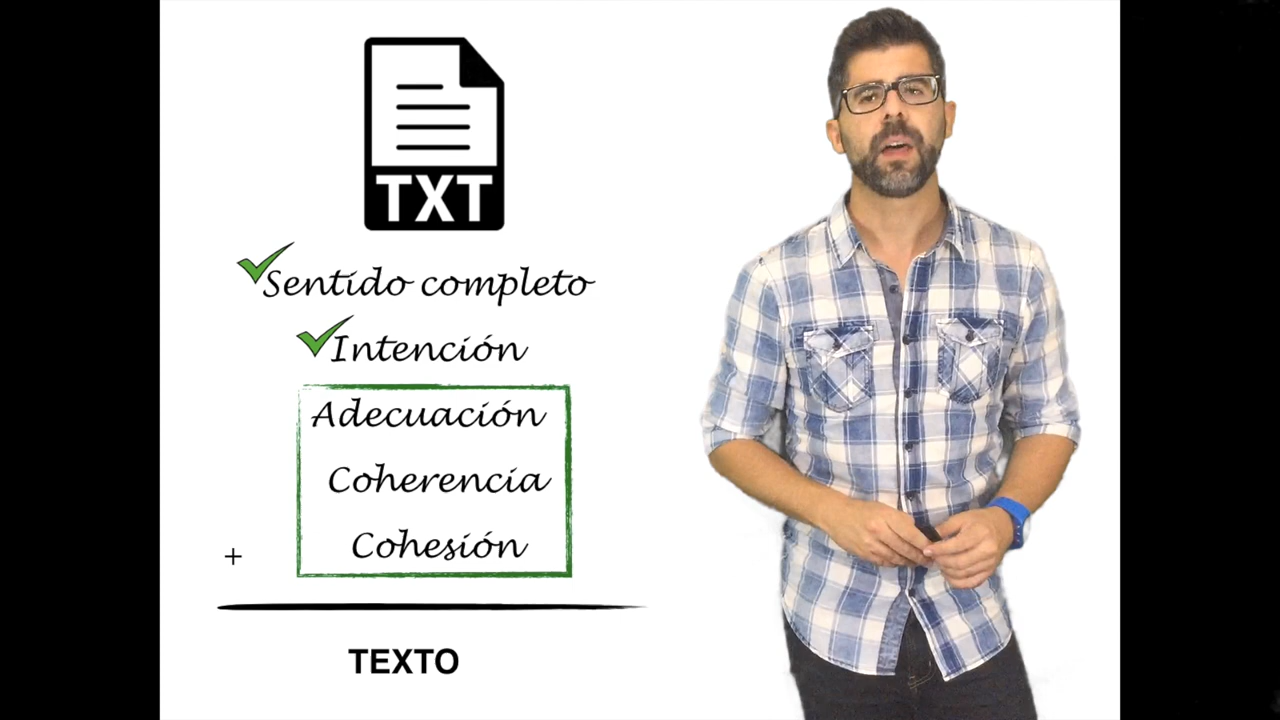 TXT
Sentido completo
Intención
Adecuación
Coherencia
Cohesión
+
TEXTO